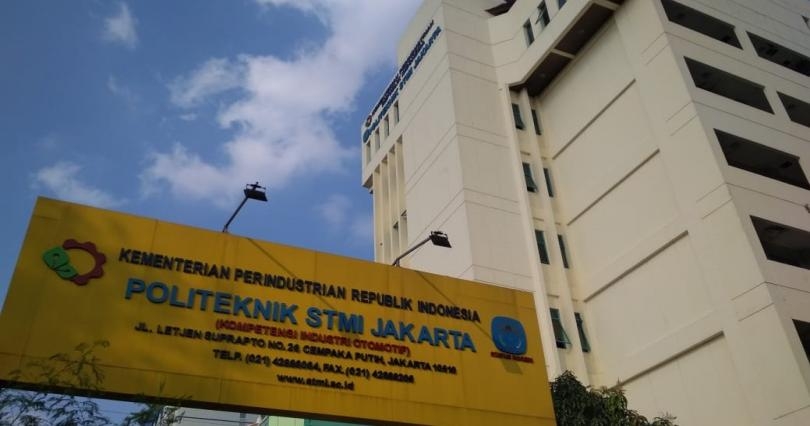 KEMENTERIAN PERINDUSTRIAN REPUBLIK INDONESIA
POLITEKNIK STMI JAKARTA
(KOMPETENSI INDUSTRI OTOMOTIF)
JL. LETJEN SUPRAPTO NO. 26 CEMPAKA PUTIH, JAKARTA 10510
TELP. (021) 42886064, FAX. (021) 42888206
www.stmi.ac.id